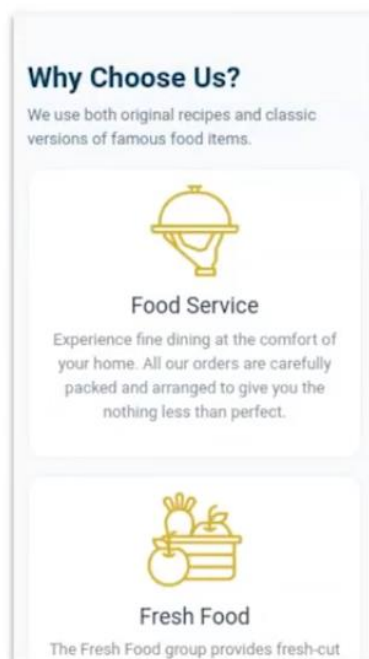 Why Choose Us?
We use both original recipes and classic
versions of famous food items.
Food Service
Experience fine dining at the comfort of
your home. All our orders are carefully
packed and arranged to give you the
nothing less than perfect.
Fresh Food
The Fresh Food group provides fresh-cut